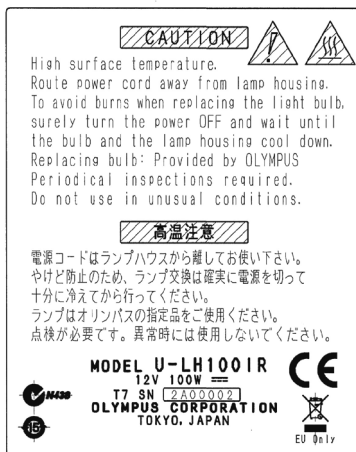 CAUTION
High surface temperature.
Route power cord away from lamp housing.
To avoid burns when replacing the light bulb,
surely turn the power OFF and wait until
the bulb and the lamp housing cool down.
Replacing bulb: Provided by OLYMPUS
Periodical inspections required.
Do not use in unusual conditions.
高温注意
電源コードはランプハウスから離してお使い下さい。
やけど防止のため、ランプ交換は確実に電源を切って
十分に冷えてから行ってください。
ランプはオリンパスの指定品をご使用ください。
点検が必要です。異常時には使用しないでください。
MODEL U-LH100IR
12V 100W
T7 SN 2A00002
OLYMPUS CORPORATION
TOKYO, JAPAN
N436
15
CE
EU Only